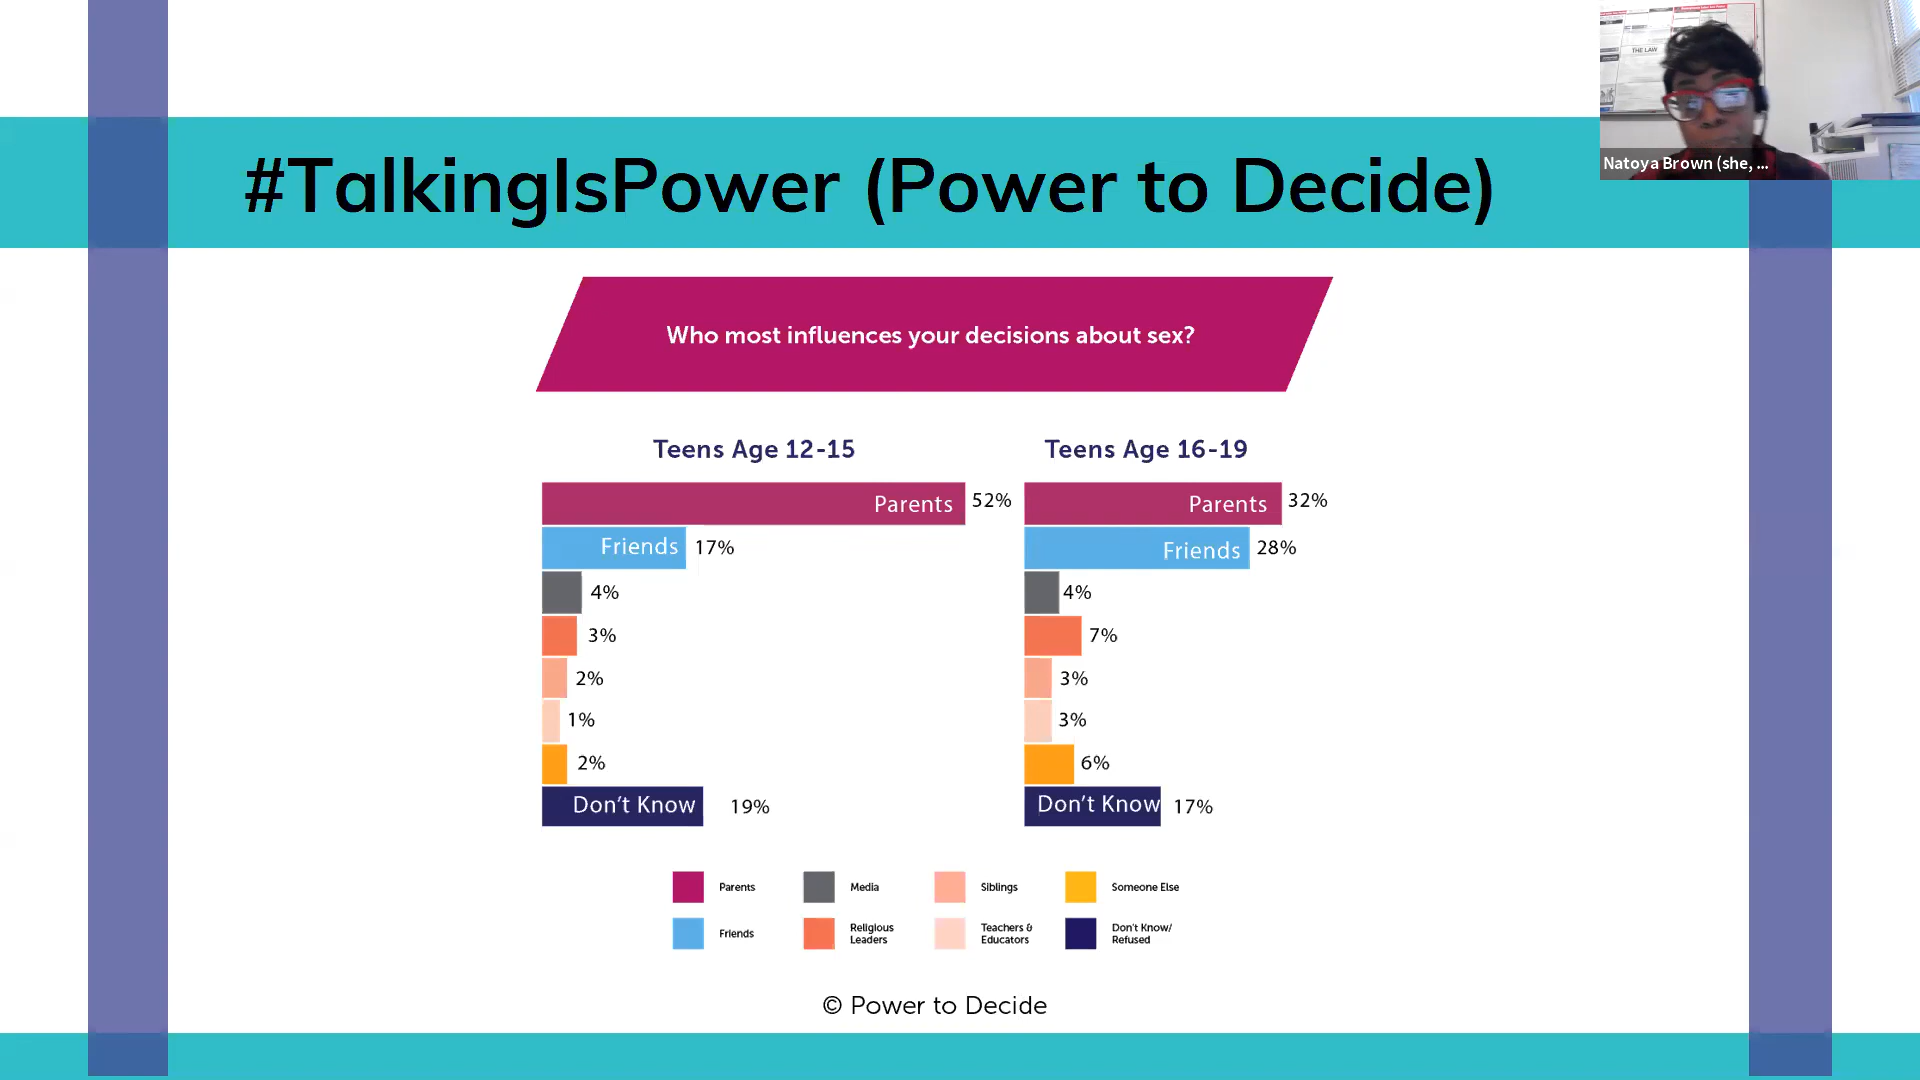 THE LAW
Natoya Brown (she, ...
#TalkingIsPower (Power to Decide)
Who most influences your decisions about sex?
Teens Age 12-15
Teens Age 16-19
Parents 52%
Parents 32%
Friends 17%
Friends 28%
4%
4%
3%
7%
2%
3%
1%
3%
2%
6%
Don't Know 19%
Don't Know 17%
Parents
Media
Siblings
Someone Else
Friends
Religious
Leaders
Teachers &
Educators
Don't Know/
Refused
© Power to Decide